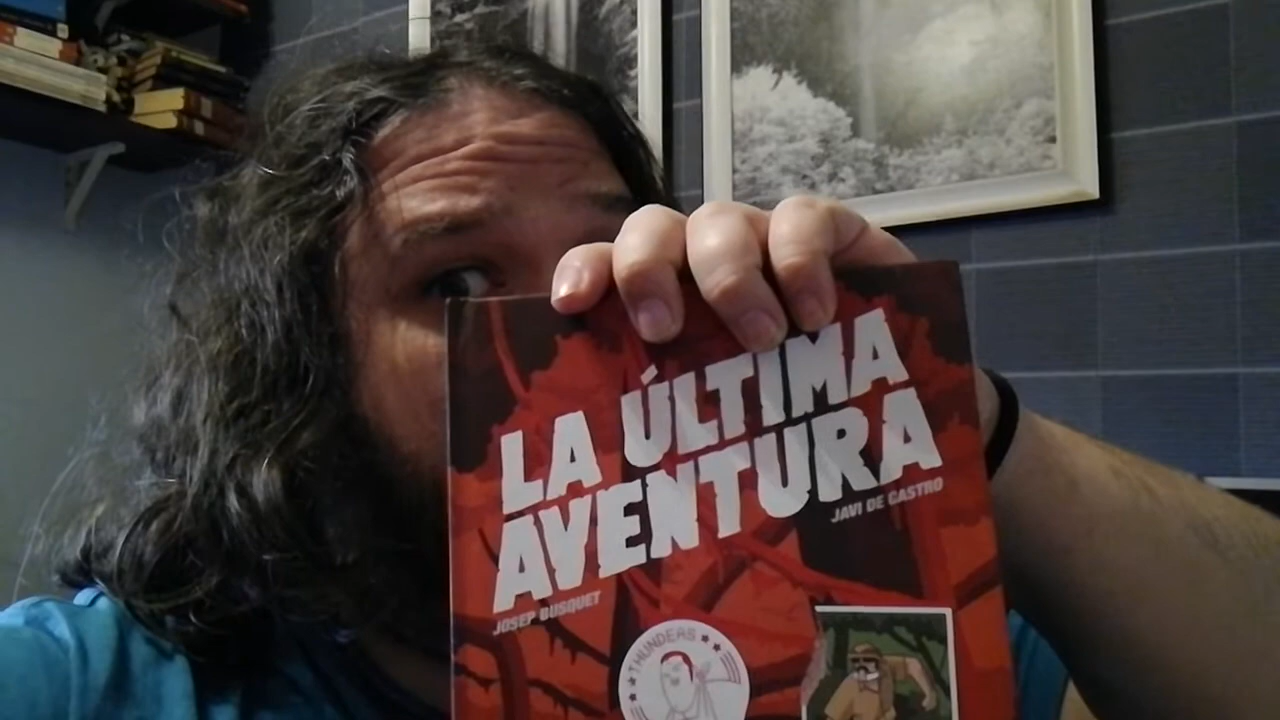 LA ÚLTIMA
AVENTURA
JAVI DE CASTRO
JOSEP BUSQUET
THUNDERS